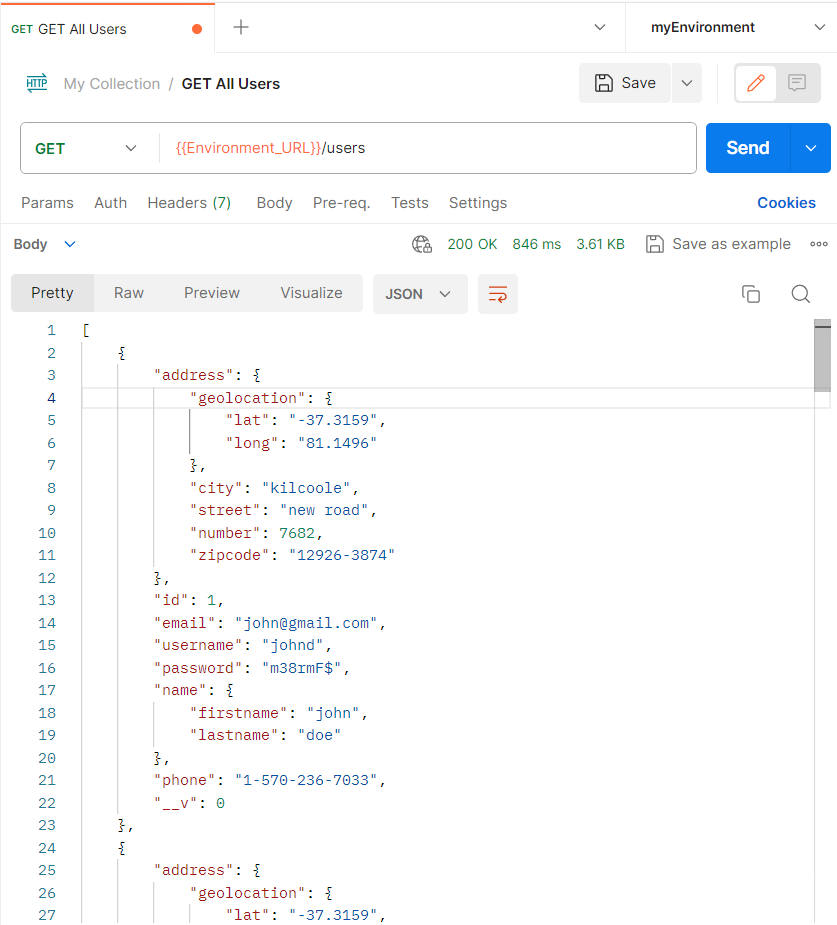 GET GET All Users
myEnvironment
HTTP My Collection / GET All Users
Save
GET {{Environment_URL}}/users
Send
Params Auth Headers (7) Body Pre-req. Tests Settings Cookies
Body 200 OK 846 ms 3.61 KB Save as example
Pretty Raw Preview Visualize JSON
1 [
2 {
3 "address": {
4 "geolocation": {
5 "lat": "-37.3159",
6 "long": "81.1496"
7 },
8 "city": "kilcoole",
9 "street": "new road",
10 "number": 7682,
11 "zipcode": "12926-3874"
12 },
13 "id": 1,
14 "email": "john@gmail.com",
15 "username": "johnd",
16 "password": "m38rmF$",
17 "name": {
18 "firstname": "john",
19 "lastname": "doe"
20 },
21 "phone": "1-570-236-7033",
22 "__v": 0
23 },
24 {
25 "address": {
26 "geolocation": {
27 "lat": "-37.3159",